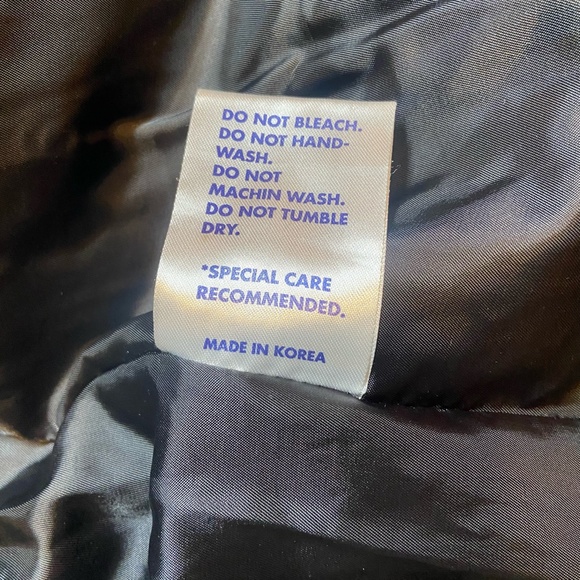 DO NOT BLEACH.
DO NOT HAND-
WASH.
DO NOT
MACHIN WASH.
DO NOT TUMBLE
DRY.
*SPECIAL CARE
RECOMMENDED.
MADE IN KOREA